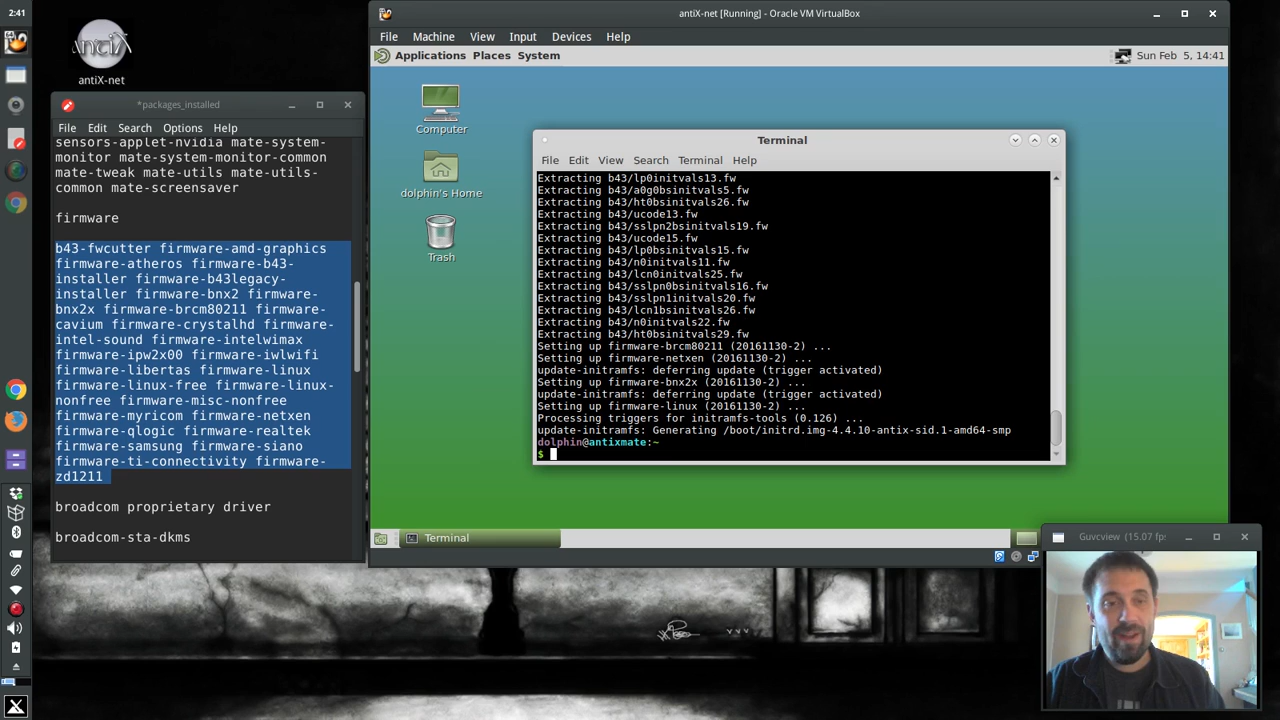 2:41
antiX
antiX-net
*packages_installed
File Edit Search Options Help
sensors-applet-nvidia mate-system-
monitor mate-system-monitor-common
mate-tweak mate-utils mate-utils-
common mate-screensaver
firmware
b43-fwcutter firmware-amd-graphics
firmware-atheros firmware-b43-
installer firmware-b43legacy-
installer firmware-bnx2 firmware-
bnx2x firmware-brcm80211 firmware-
cavium firmware-crystalhd firmware-
intel-sound firmware-intelwimax
firmware-ipw2x00 firmware-iwlwifi
firmware-libertas firmware-linux
firmware-linux-free firmware-linux-
nonfree firmware-misc-nonfree
firmware-myricom firmware-netxen
firmware-qlogic firmware-realtek
firmware-samsung firmware-siano
firmware-ti-connectivity firmware-
zd1211
broadcom proprietary driver
broadcom-sta-dkms
antiX-net [Running] - Oracle VM VirtualBox
File Machine View Input Devices Help
Applications Places System
Sun Feb 5, 14:41
Computer
dolphin's Home
Trash
Terminal
File Edit View Search Terminal Help
Extracting b43/lp0initvals13.fw
Extracting b43/a0g0bsinitvals5.fw
Extracting b43/ht0bsinitvals26.fw
Extracting b43/ucode13.fw
Extracting b43/sslpn2bsinitvals19.fw
Extracting b43/ucode15.fw
Extracting b43/lp0bsinitvals15.fw
Extracting b43/n0initvals11.fw
Extracting b43/lcn0initvals25.fw
Extracting b43/sslpn0bsinitvals16.fw
Extracting b43/sslpn1initvals20.fw
Extracting b43/lcn1bsinitvals26.fw
Extracting b43/n0initvals22.fw
Extracting b43/ht0bsinitvals29.fw
Setting up firmware-brcm80211 (20161130-2) ...
Setting up firmware-netxen (20161130-2) ...
update-initramfs: deferring update (trigger activated)
Setting up firmware-bnx2x (20161130-2) ...
update-initramfs: deferring update (trigger activated)
Setting up firmware-linux (20161130-2) ...
Processing triggers for initramfs-tools (0.126) ...
update-initramfs: Generating /boot/initrd.img-4.4.10-antix-sid.1-amd64-smp
dolphin@antixmate:~
$
Terminal
Guvcview (15.07 fps